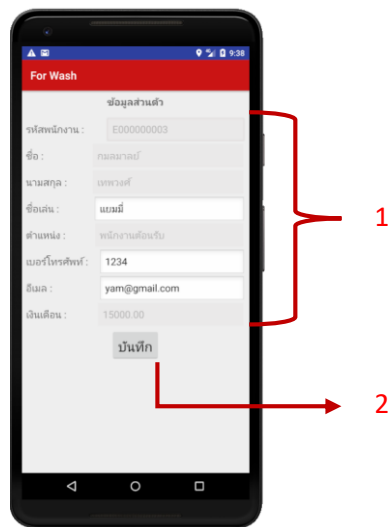 9:38
For Wash
ข้อมูลส่วนตัว
รหัสพนักงาน : E000000003
ชื่อ : กมลมาลย์
นามสกุล : เทพวงศ์
ชื่อเล่น : แยมมี่
ตำแหน่ง : พนักงานต้อนรับ
เบอร์โทรศัพท์ : 1234
อีเมล : yam@gmail.com
เงินเดือน : 15000.00
บันทึก
1
2